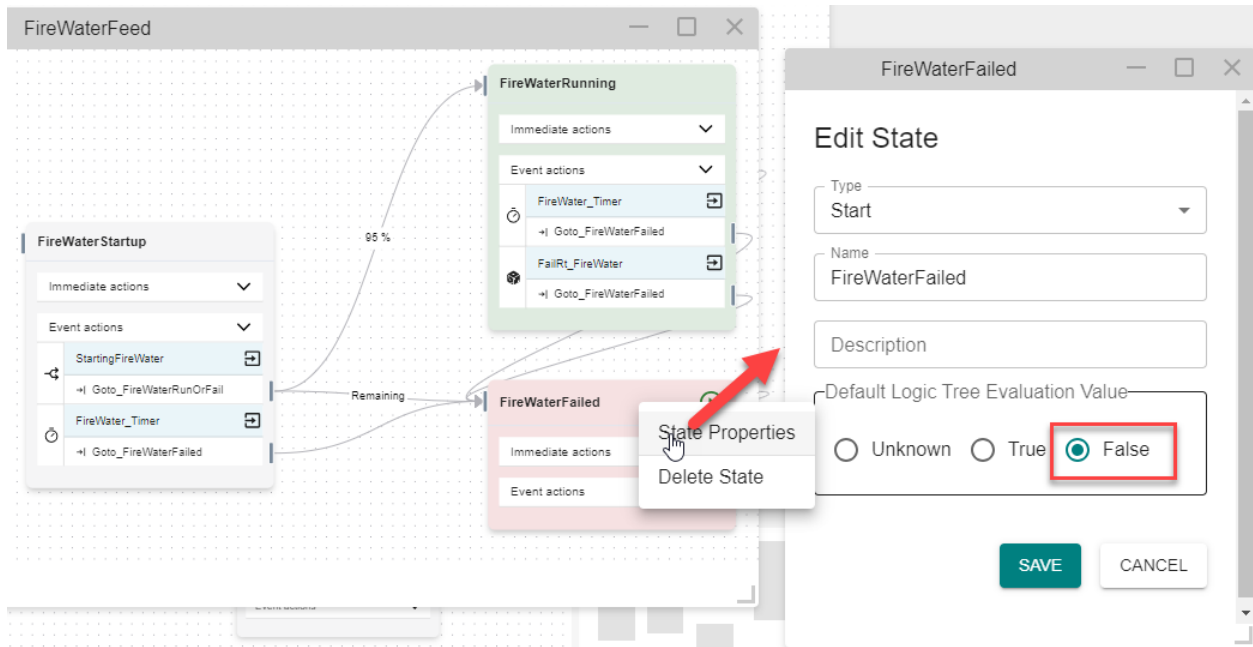 FireWaterFeed
FireWaterRunning
Immediate actions
Event actions
FireWater_Timer
Goto_FireWaterFailed
FailRt_FireWater
Goto_FireWaterFailed
95 %
FireWaterStartup
Immediate actions
Event actions
StartingFireWater
Goto_FireWaterRunOrFail
FireWater_Timer
Goto_FireWaterFailed
Remaining
FireWaterFailed
Immediate actions
Event actions
State Properties
Delete State
Event actions
FireWaterFailed
Edit State
Type
Start
Name
FireWaterFailed
Description
Default Logic Tree Evaluation Value
Unknown True False
SAVE CANCEL